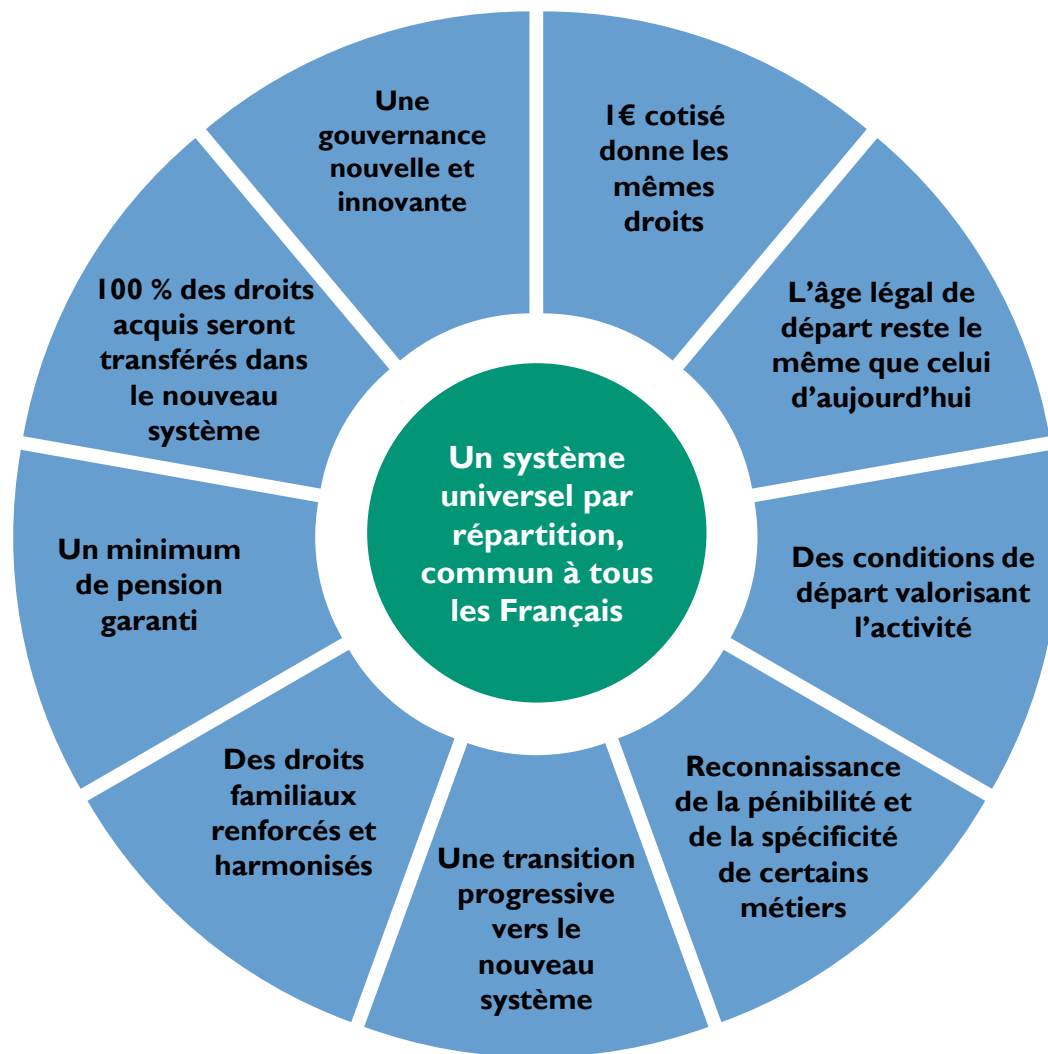 Une
gouvernance
nouvelle et
innovante
1€ cotisé
donne les
mêmes
droits
L’âge légal de
départ reste le
même que celui
d’aujourd’hui
Des conditions de
départ valorisant
l’activité
Reconnaissance
de la pénibilité et
de la spécificité
de certains
métiers
Une transition
progressive
vers le
nouveau
système
Des droits
familiaux
renforcés et
harmonisés
Un minimum
de pension
garanti
100 % des droits
acquis seront
transférés dans
le nouveau
système
Un système
universel par
répartition,
commun à tous
les Français